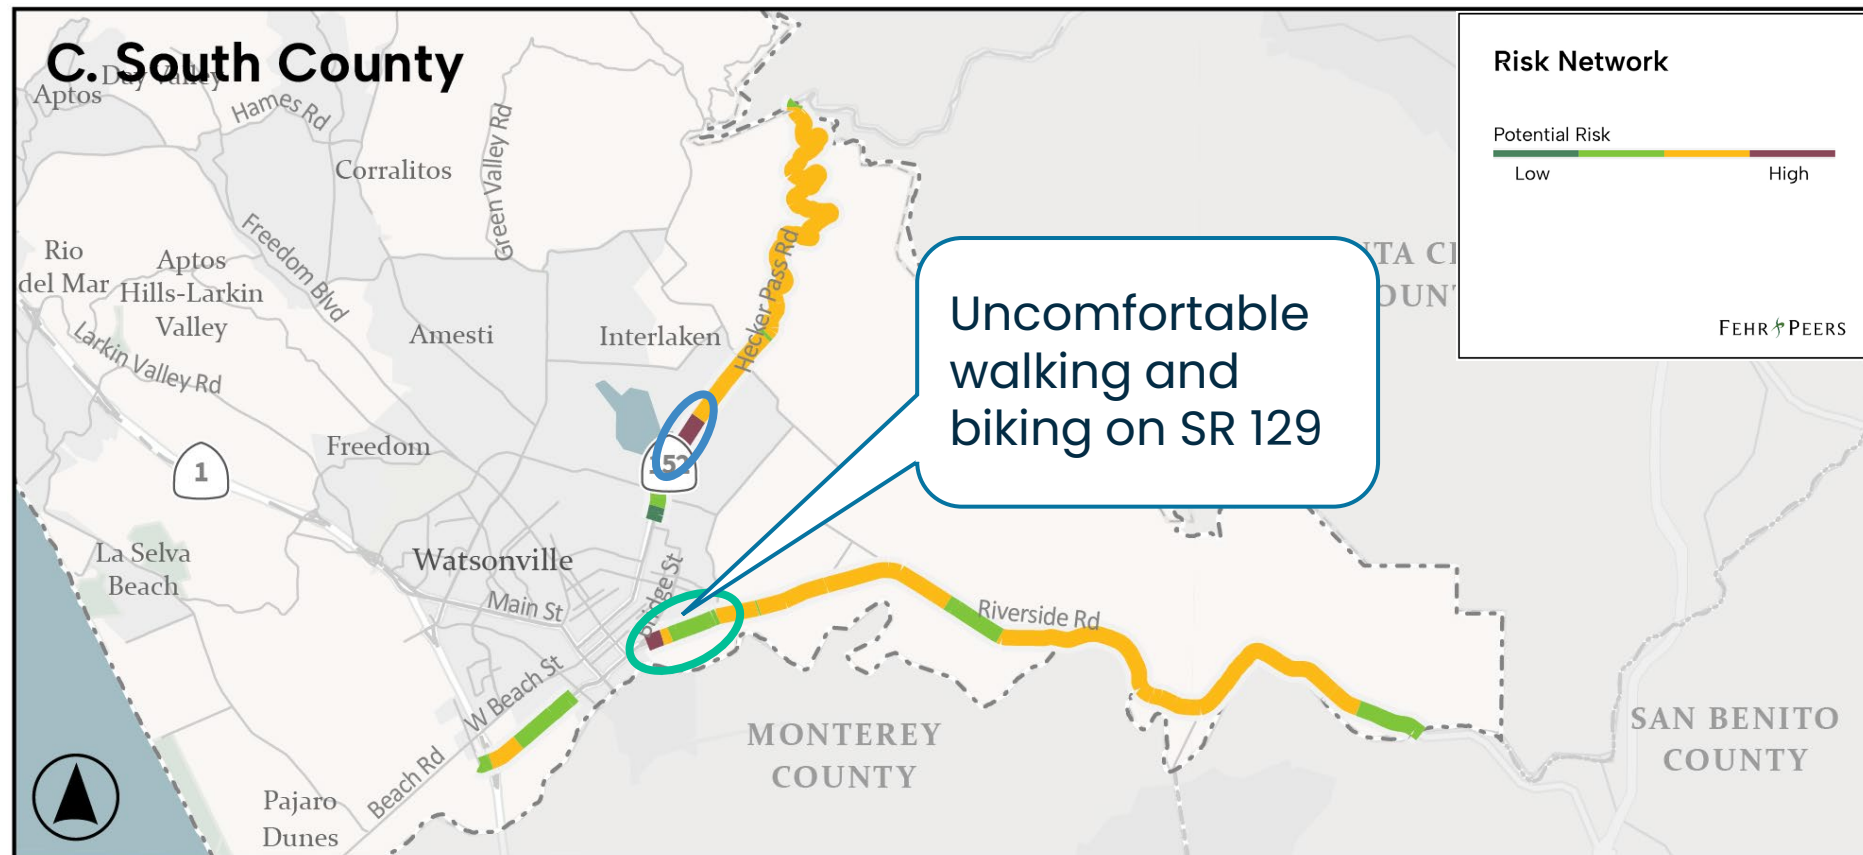 C. South County
Day Valley
Aptos
Hames Rd
Corralitos
Green Valley Rd
Risk Network
Potential Risk
Low
High
FEHR PEERS
Rio
del Mar
Aptos
Hills-Larkin
Valley
Freedom Blvd
Larkin Valley Rd
Amesti
Interlaken
Hecker Pass Rd
Uncomfortable
walking and
biking on SR 129
Freedom
1
152
La Selva
Beach
Watsonville
Main St
Bridge St
Riverside Rd
W Beach St
Beach Rd
Pajaro
Dunes
MONTEREY
COUNTY
SAN BENITO
COUNTY